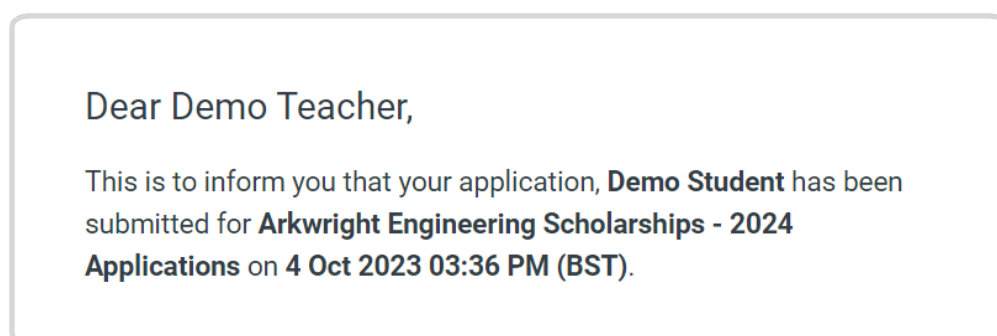 Dear Demo Teacher,
This is to inform you that your application, Demo Student has been
submitted for Arkwright Engineering Scholarships - 2024
Applications on 4 Oct 2023 03:36 PM (BST).